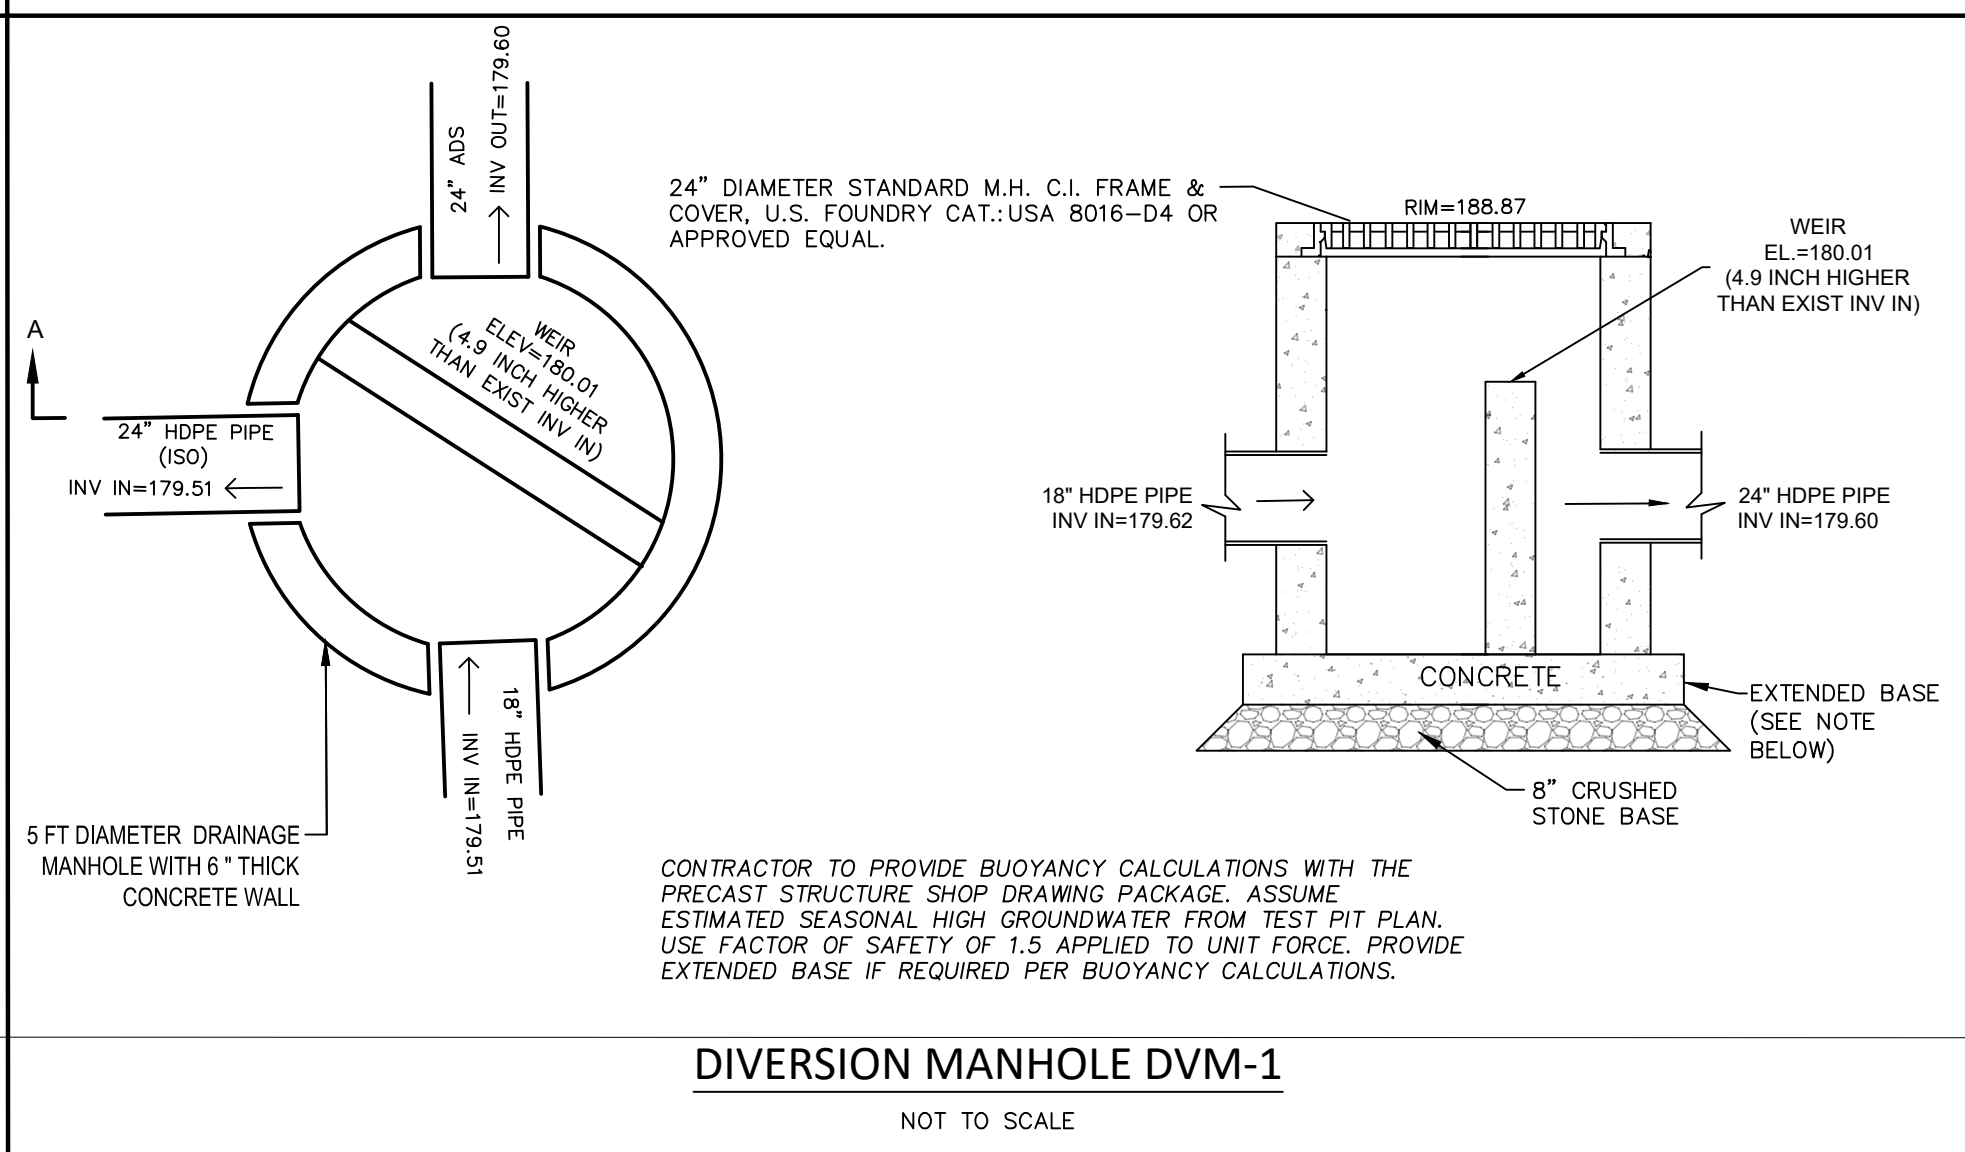 24” ADS
INV OUT=179.60
24” DIAMETER STANDARD M.H. C.I. FRAME &
COVER, U.S. FOUNDRY CAT.: USA 8016-D4 OR
APPROVED EQUAL.
RIM=188.87
WEIR
EL.=180.01
(4.9 INCH HIGHER
THAN EXIST INV IN)
A
WEIR
ELEV=180.01
(4.9 INCH HIGHER
THAN EXIST INV IN)
24” HDPE PIPE
(ISO)
INV IN=179.51
18" HDPE PIPE
INV IN=179.62
24" HDPE PIPE
INV IN=179.60
18” HDPE PIPE
INV IN=179.51
CONCRETE
EXTENDED BASE
(SEE NOTE
BELOW)
8” CRUSHED
STONE BASE
5 FT DIAMETER DRAINAGE
MANHOLE WITH 6 " THICK
CONCRETE WALL
CONTRACTOR TO PROVIDE BUOYANCY CALCULATIONS WITH THE
PRECAST STRUCTURE SHOP DRAWING PACKAGE. ASSUME
ESTIMATED SEASONAL HIGH GROUNDWATER FROM TEST PIT PLAN.
USE FACTOR OF SAFETY OF 1.5 APPLIED TO UNIT FORCE. PROVIDE
EXTENDED BASE IF REQUIRED PER BUOYANCY CALCULATIONS.
DIVERSION MANHOLE DVM-1
NOT TO SCALE